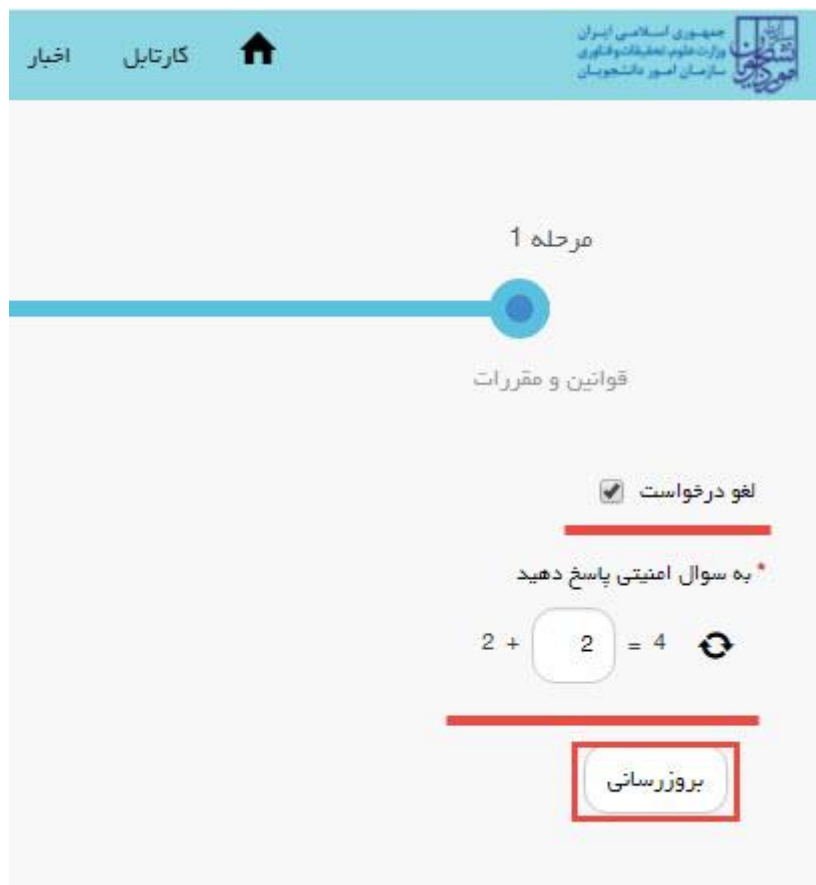 جمهوری اسلامی ایران
وزارت علوم، تحقیقات و فناوری
سازمان امور دانشجویان
کارتابل
اخبار
مرحله 1
قوانین و مقررات
لغو درخواست
* به سوال امنیتی پاسخ دهید
2 + 2 = 4
بروزرسانی